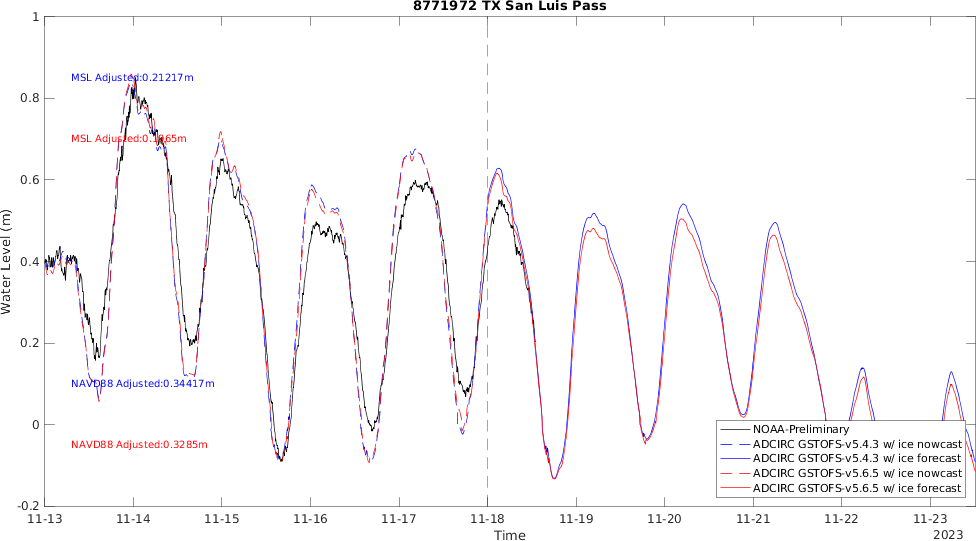 8771972 TX San Luis Pass
1
0.8
0.6
0.4
0.2
0
-0.2
Water Level (m)
MSL Adjusted:0.21217m
MSL Adjusted:0.1965m
NAVD88 Adjusted:0.34417m
NAVD88 Adjusted:0.3285m
NOAA-Preliminary
ADCIRC GSTOFS-v5.4.3 w/ ice nowcast
ADCIRC GSTOFS-v5.4.3 w/ ice forecast
ADCIRC GSTOFS-v5.6.5 w/ ice nowcast
ADCIRC GSTOFS-v5.6.5 w/ ice forecast
11-13 11-14 11-15 11-16 11-17 11-18 11-19 11-20 11-21 11-22 11-23
Time
2023